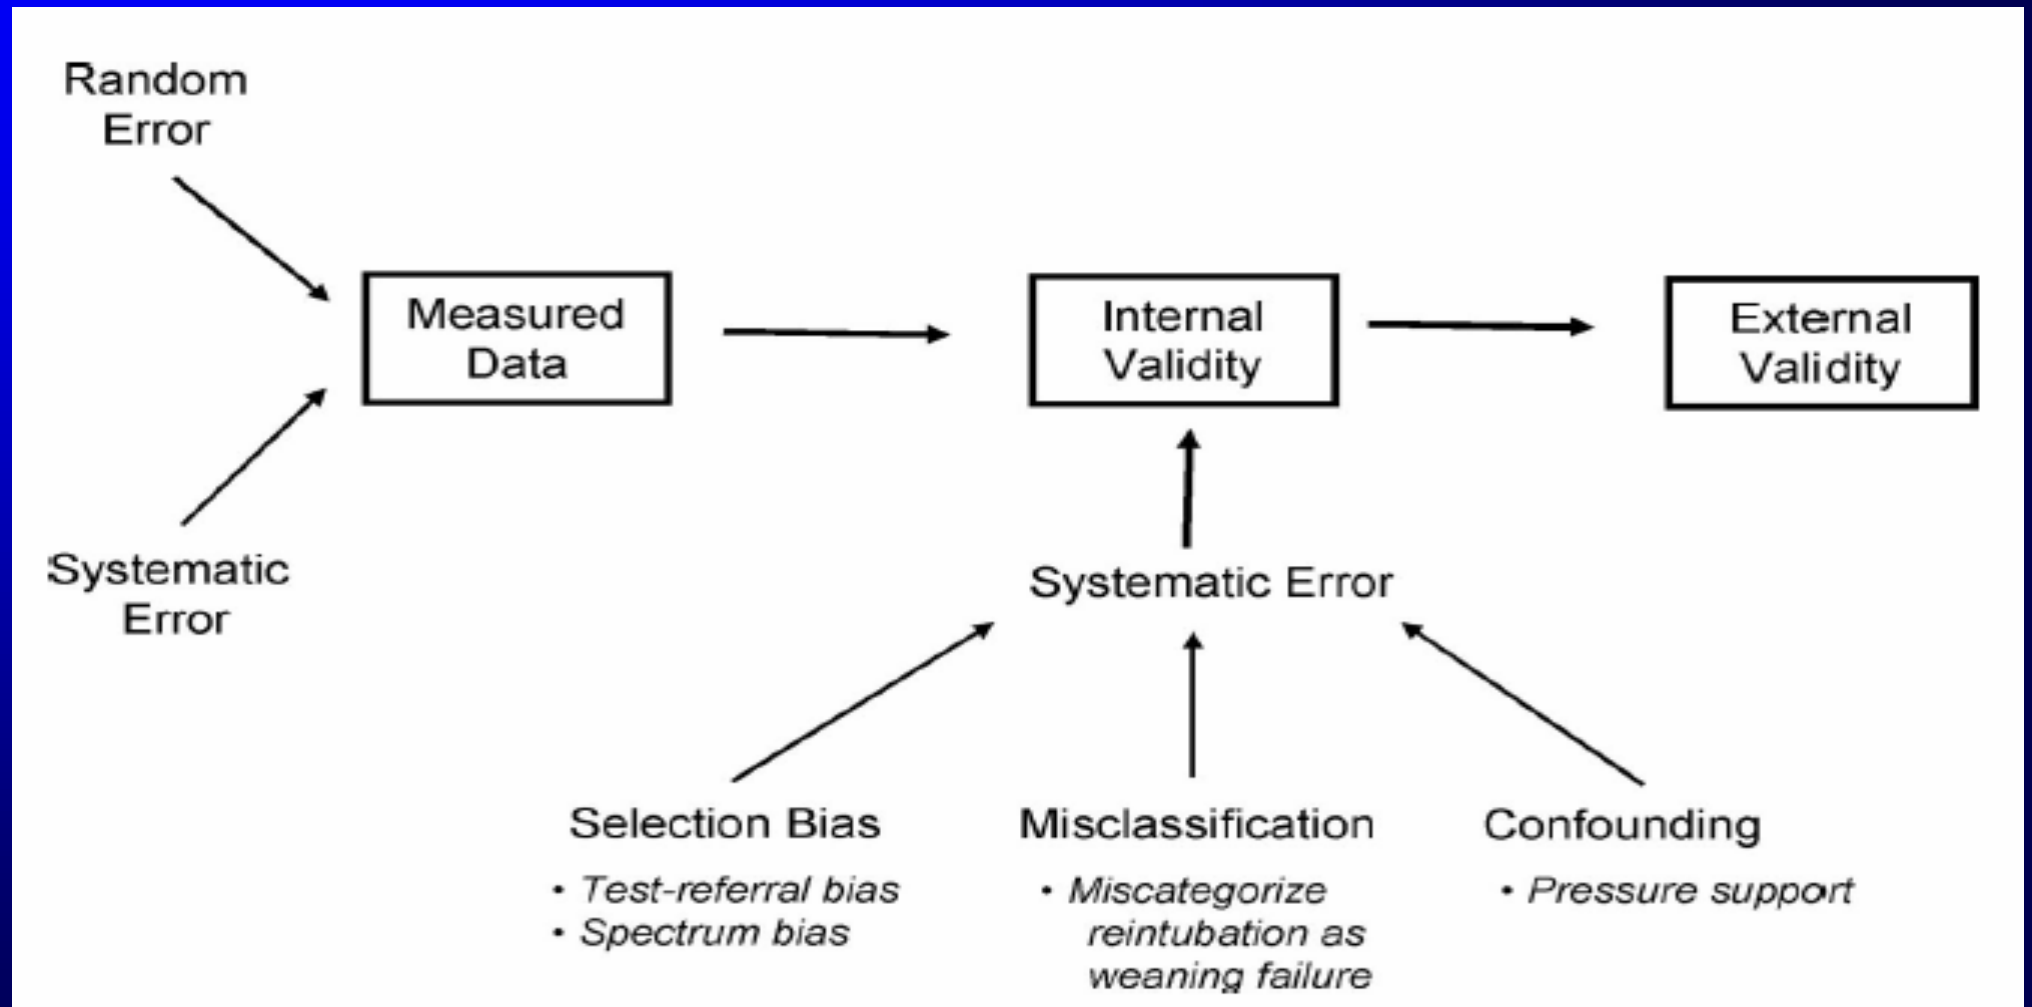 Random
Error
Measured
Data
Internal
Validity
External
Validity
Systematic
Error
Systematic Error
Selection Bias
• Test-referral bias
• Spectrum bias
Misclassification
• Miscategorize
reintubation as
weaning failure
Confounding
• Pressure support